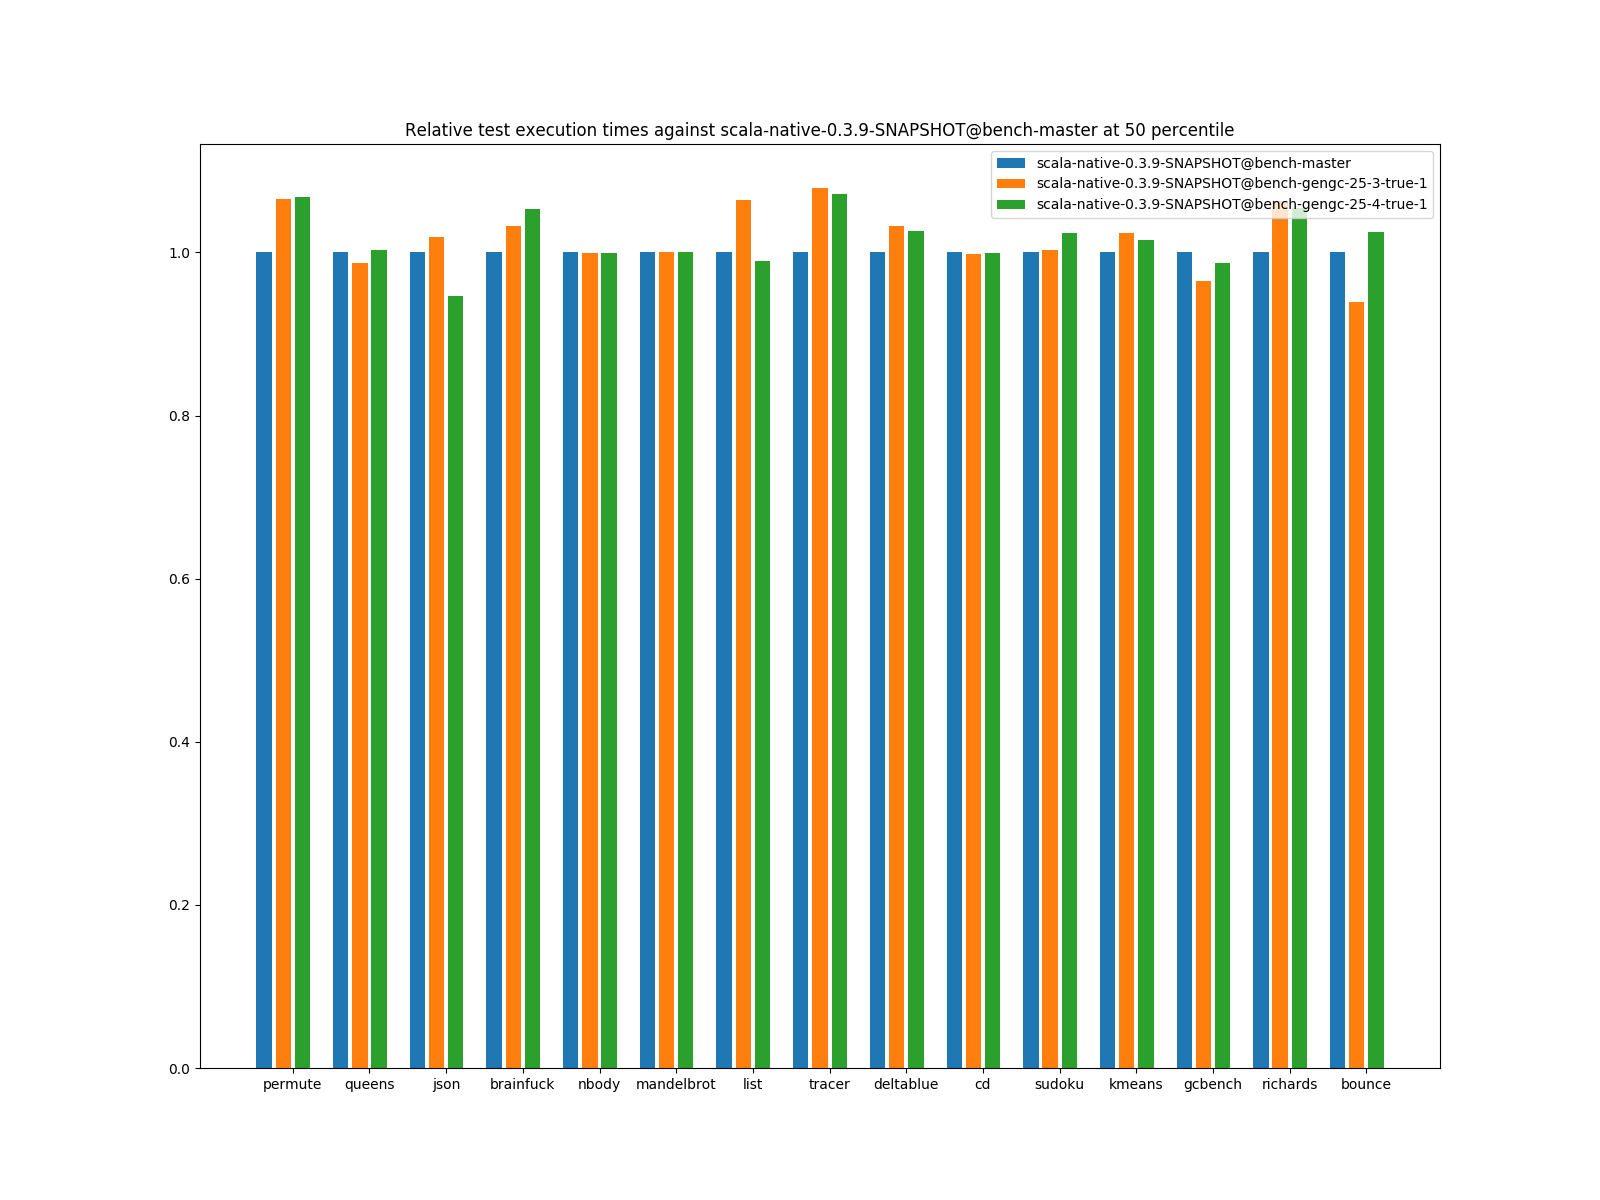 Relative test execution times against scala-native-0.3.9-SNAPSHOT@bench-master at 50 percentile
scala-native-0.3.9-SNAPSHOT@bench-master
scala-native-0.3.9-SNAPSHOT@bench-gengc-25-3-true-1
scala-native-0.3.9-SNAPSHOT@bench-gengc-25-4-true-1
1.0
0.8
0.6
0.4
0.2
0.0
permute queens json brainfuck nbody mandelbrot list tracer deltablue cd sudoku kmeans gcbench richards bounce